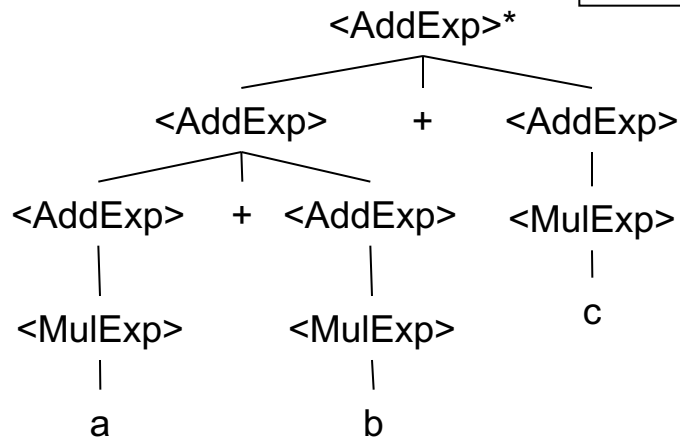 <AddExp>*
<AddExp> + <AddExp>
<AddExp> + <AddExp> <MulExp>
c
<MulExp> <MulExp>
a b